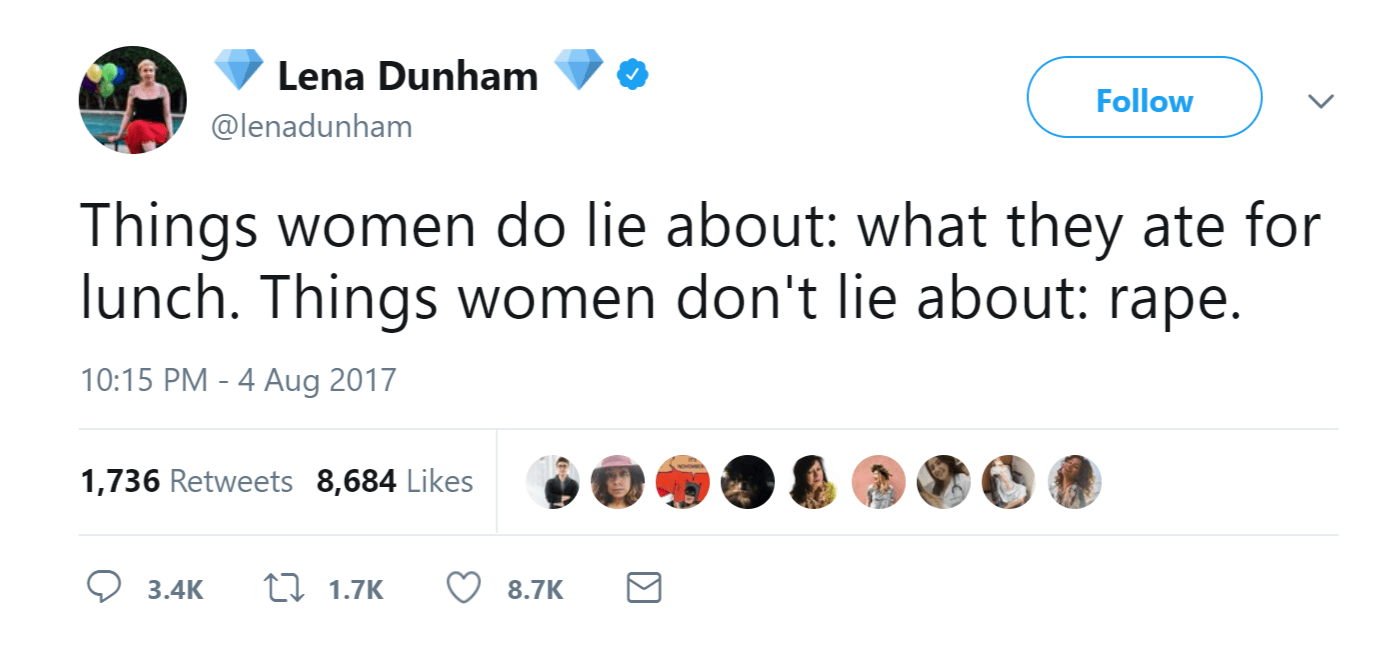 Lena Dunham
@lenadunham
Follow
Things women do lie about: what they ate for
lunch. Things women don't lie about: rape.
10:15 PM - 4 Aug 2017
1,736 Retweets 8,684 Likes
NOVEMBER
3.4K 1.7K 8.7K